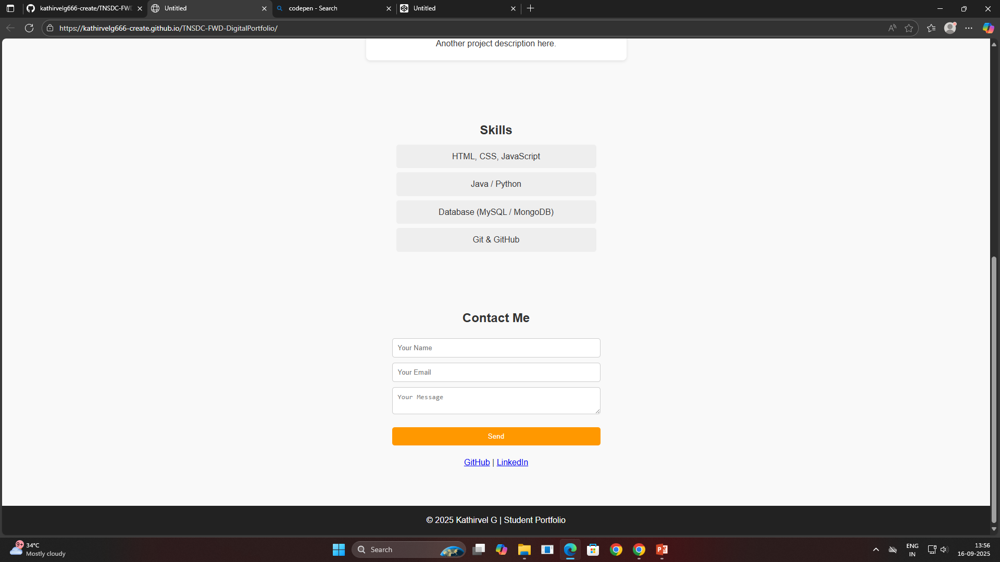 kathirvelg666-create/TNSDC-FWD
Untitled
codepen - Search
Untitled
https://kathirvelg666-create.github.io/TNSDC-FWD-DigitalPortfolio/
Another project description here.
Skills
HTML, CSS, JavaScript
Java / Python
Database (MySQL / MongoDB)
Git & GitHub
Contact Me
Your Name
Your Email
Your Message
Send
GitHub | LinkedIn
© 2025 Kathirvel G | Student Portfolio
9+
34°C
Mostly cloudy
Search
ENG
IN
13:56
16-09-2025